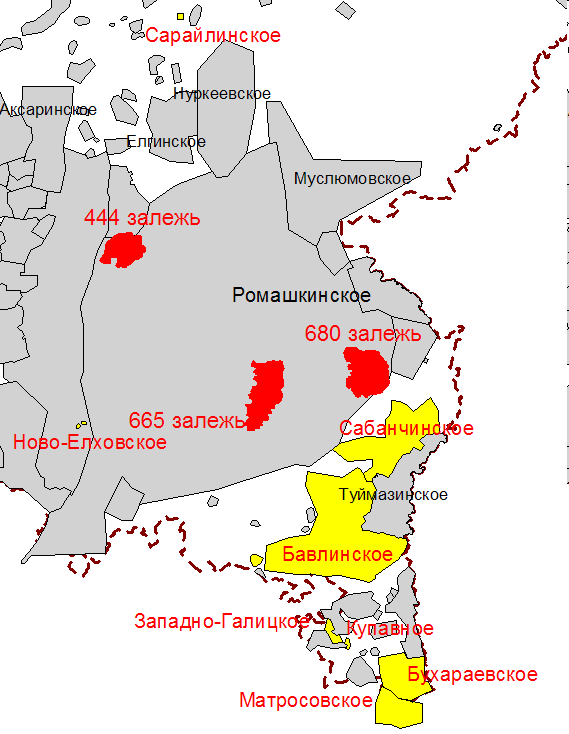 Сарайлинское
Нуркеевское
Аксаринское
Елгинское
Муслюмовское
444 залежь
Ромашкинское
680 залежь
665 залежь
Сабанчинское
Ново-Елховское
Туймазинское
Бавлинское
Западно-Галицкое
Купавное
Бухараевское
Матросовское